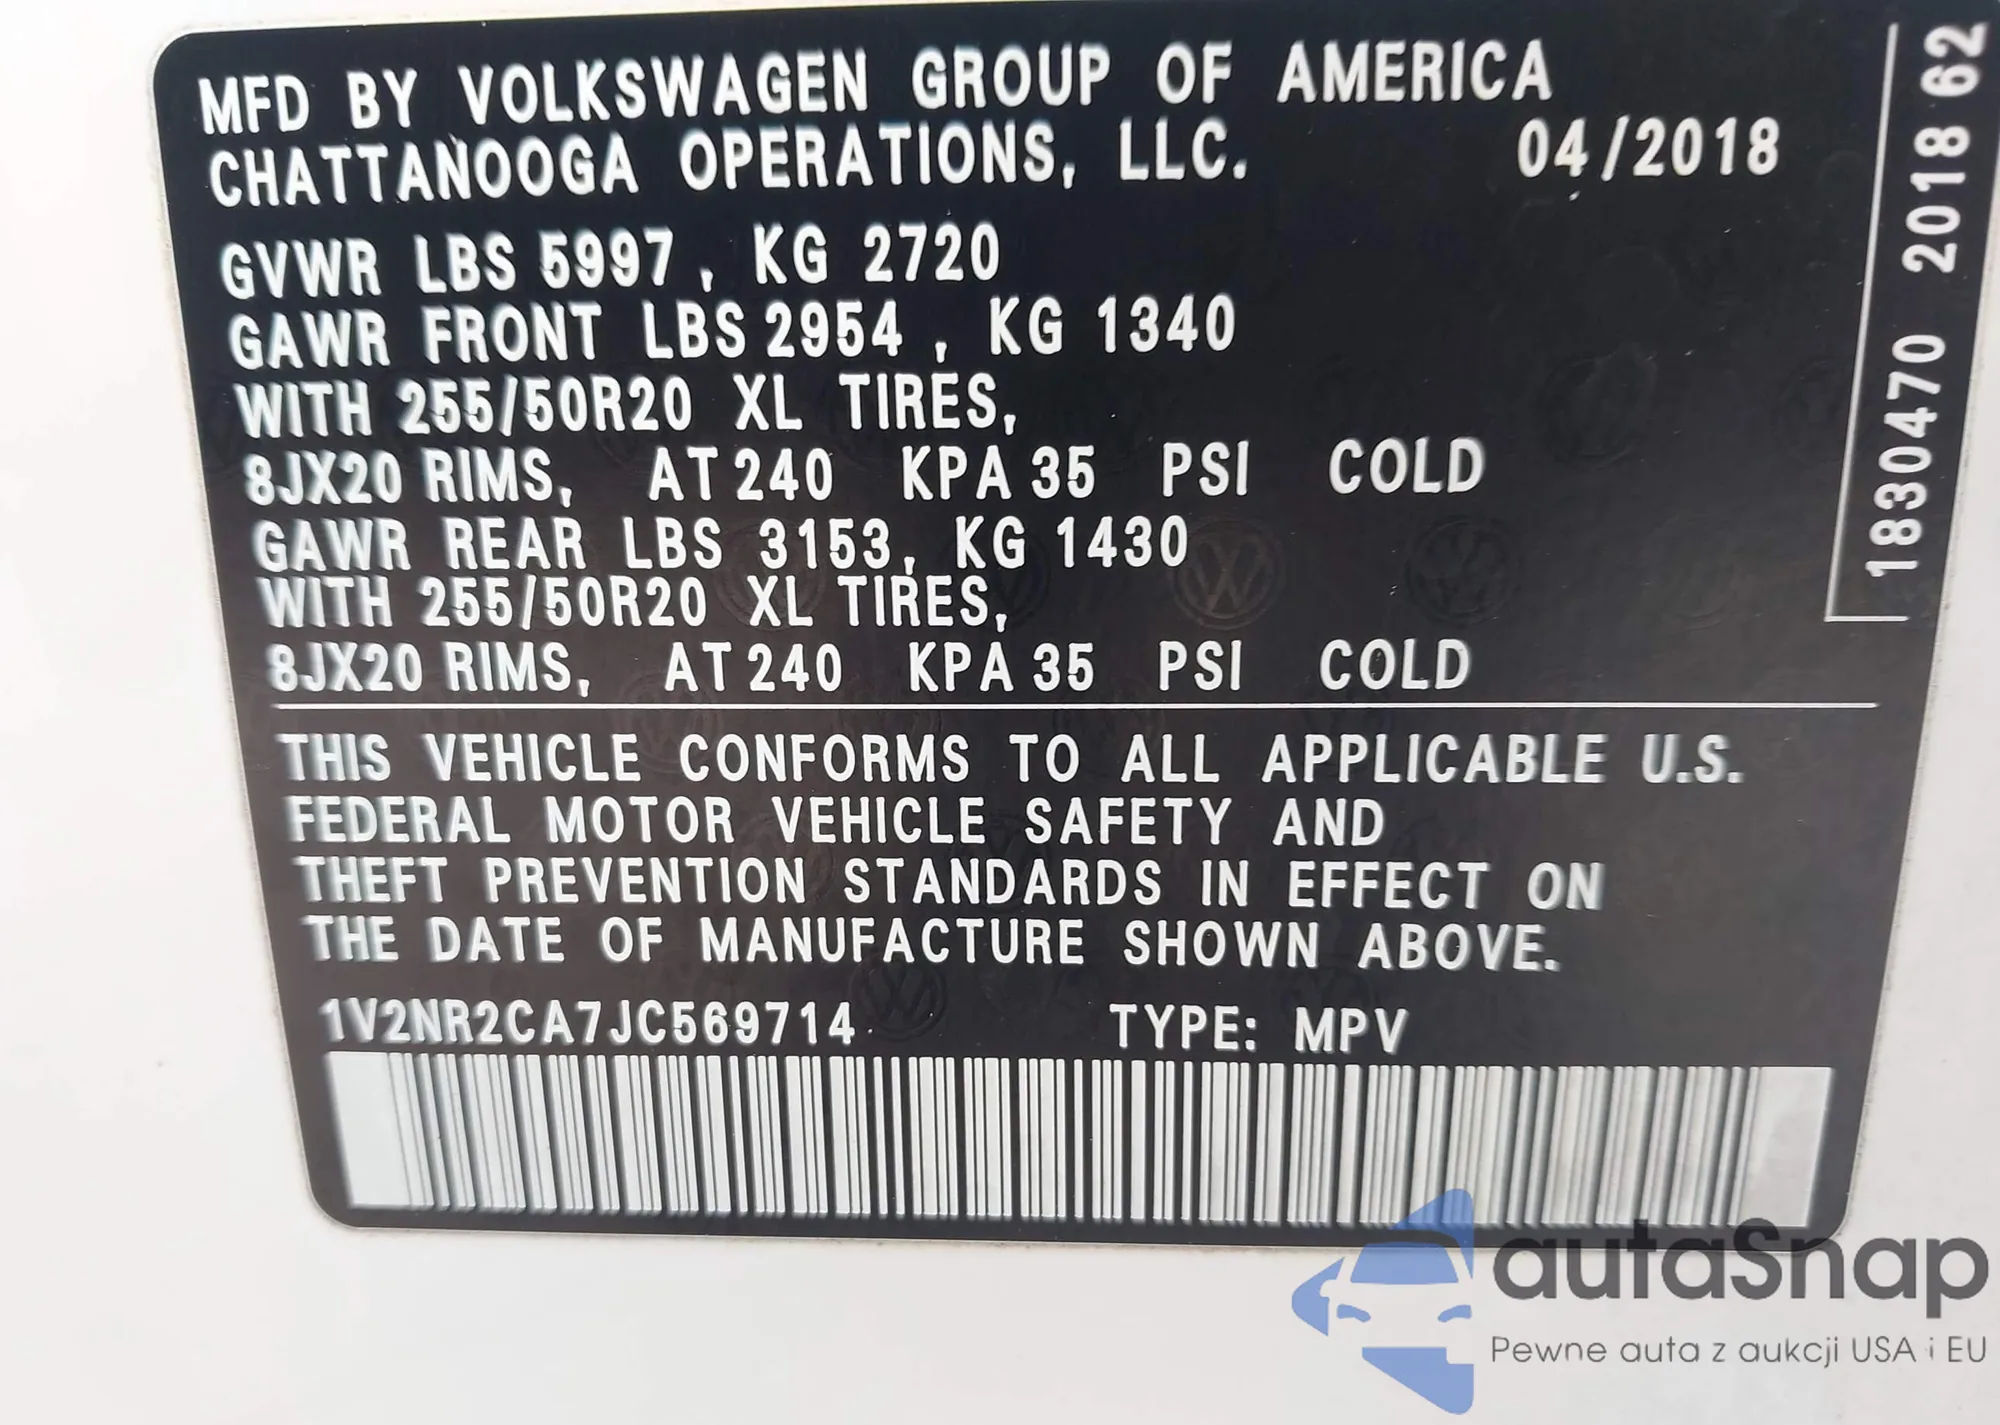 MFD BY VOLKSWAGEN GROUP OF AMERICA
CHATTANOOGA OPERATIONS, LLC. 04/2018
GVWR LBS 5997 , KG 2720
GAWR FRONT LBS 2954 , KG 1340
WITH 255/50R20 XL TIRES,
8JX20 RIMS, AT 240 KPA 35 PSI COLD
GAWR REAR LBS 3153, KG 1430
WITH 255/50R20 XL TIRES,
8JX20 RIMS, AT 240 KPA 35 PSI COLD
THIS VEHICLE CONFORMS TO ALL APPLICABLE U.S.
FEDERAL MOTOR VEHICLE SAFETY AND
THEFT PREVENTION STANDARDS IN EFFECT ON
THE DATE OF MANUFACTURE SHOWN ABOVE.
1V2NR2CA7JC569714 TYPE: MPV
1830470 2018 62
autaSnap
Pewne auta z aukcji USA i EU